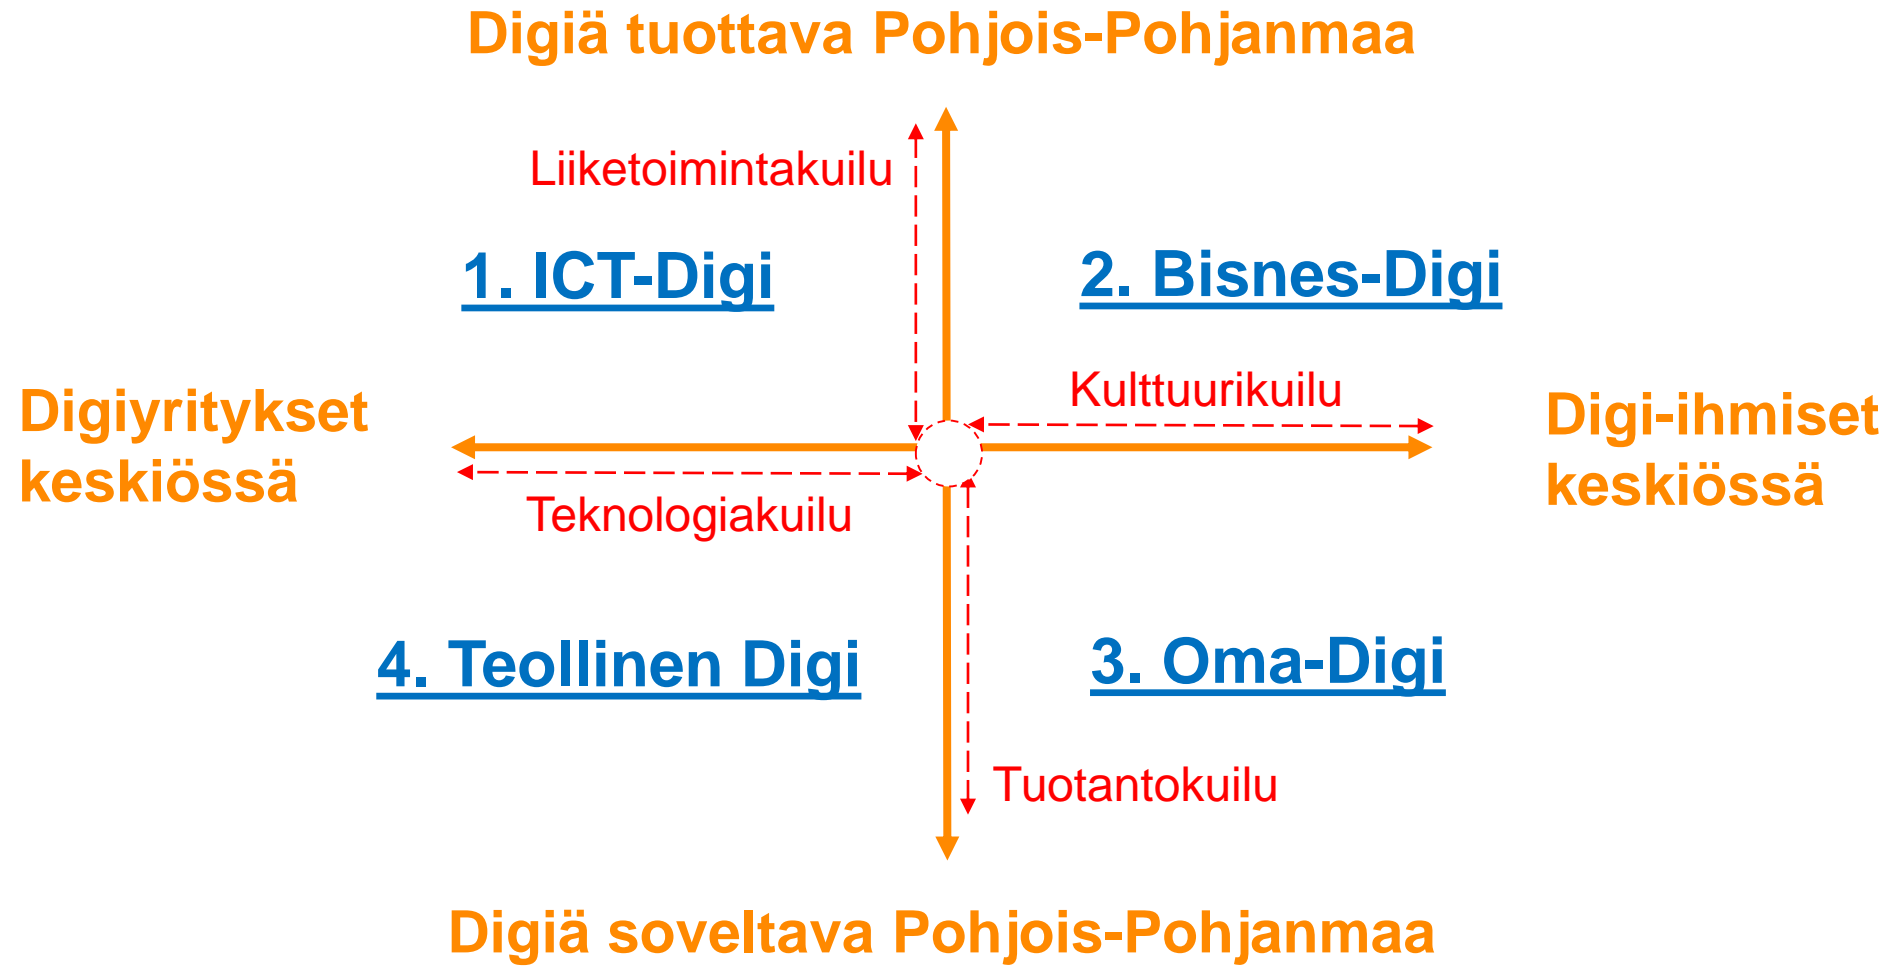 Digiä tuottava Pohjois-Pohjanmaa
Liiketoimintakuilu
1. ICT-Digi
2. Bisnes-Digi
Digiyritykset
keskiössä
Kulttuurikuilu
Digi-ihmiset
keskiössä
Teknologiakuilu
4. Teollinen Digi
3. Oma-Digi
Tuotantokuilu
Digiä soveltava Pohjois-Pohjanmaa